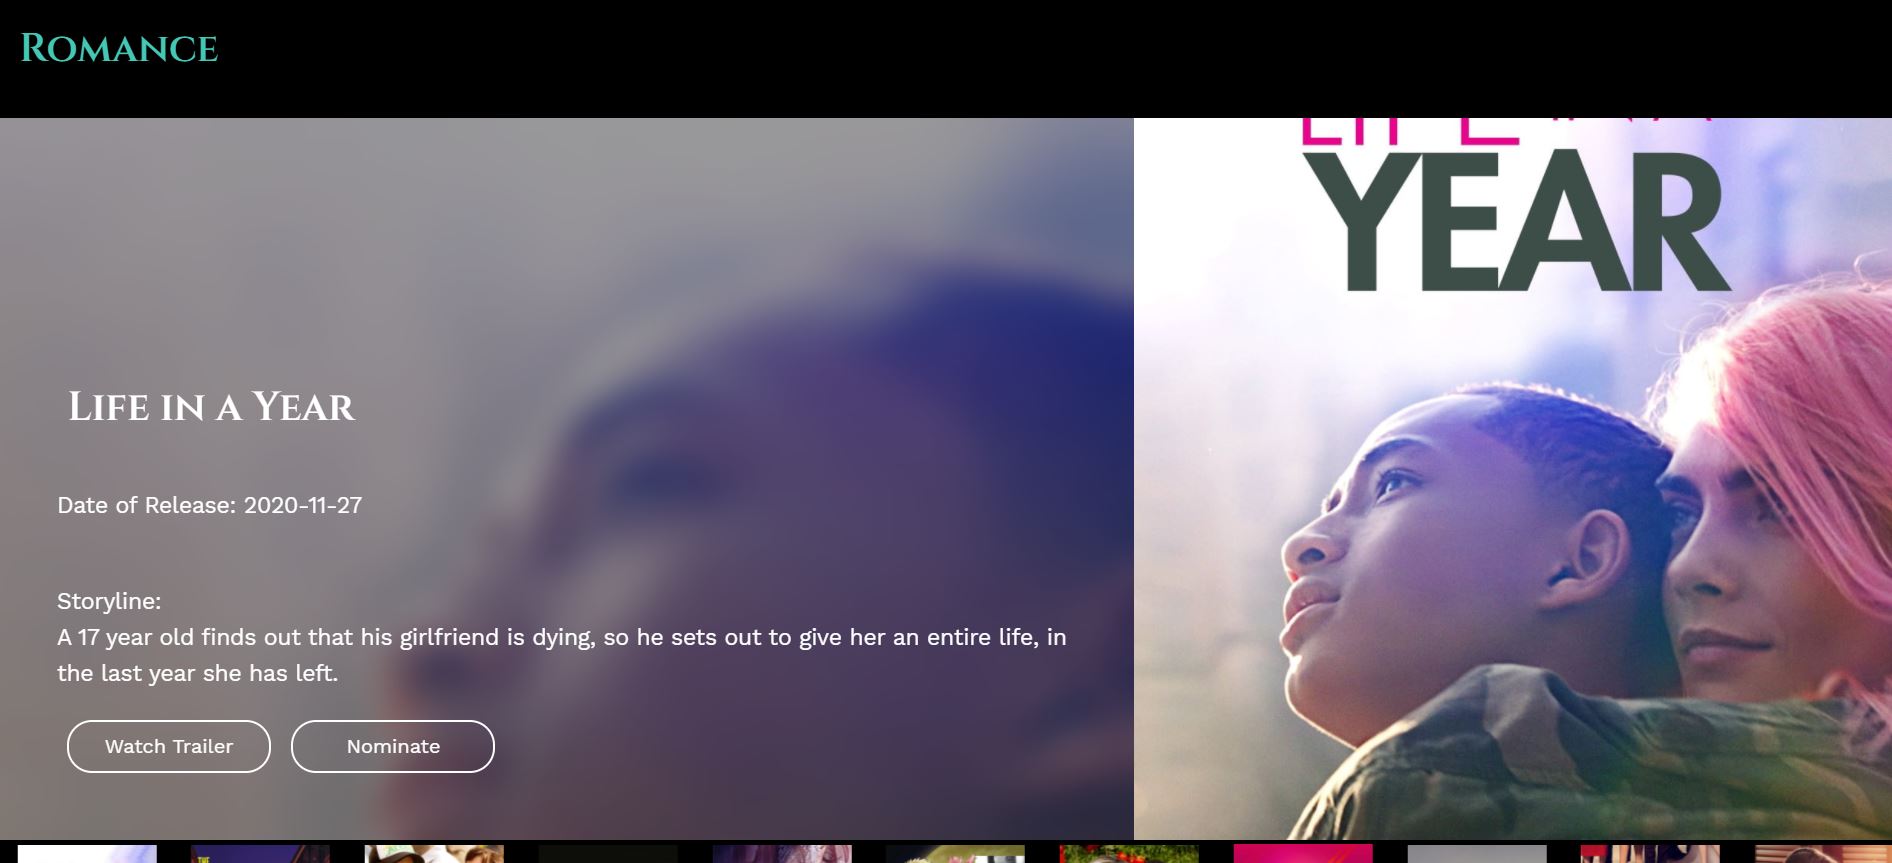 Romance
YEAR
Life in a Year
Date of Release: 2020-11-27
Storyline:
A 17 year old finds out that his girlfriend is dying, so he sets out to give her an entire life, in
the last year she has left.
Watch Trailer
Nominate
THE